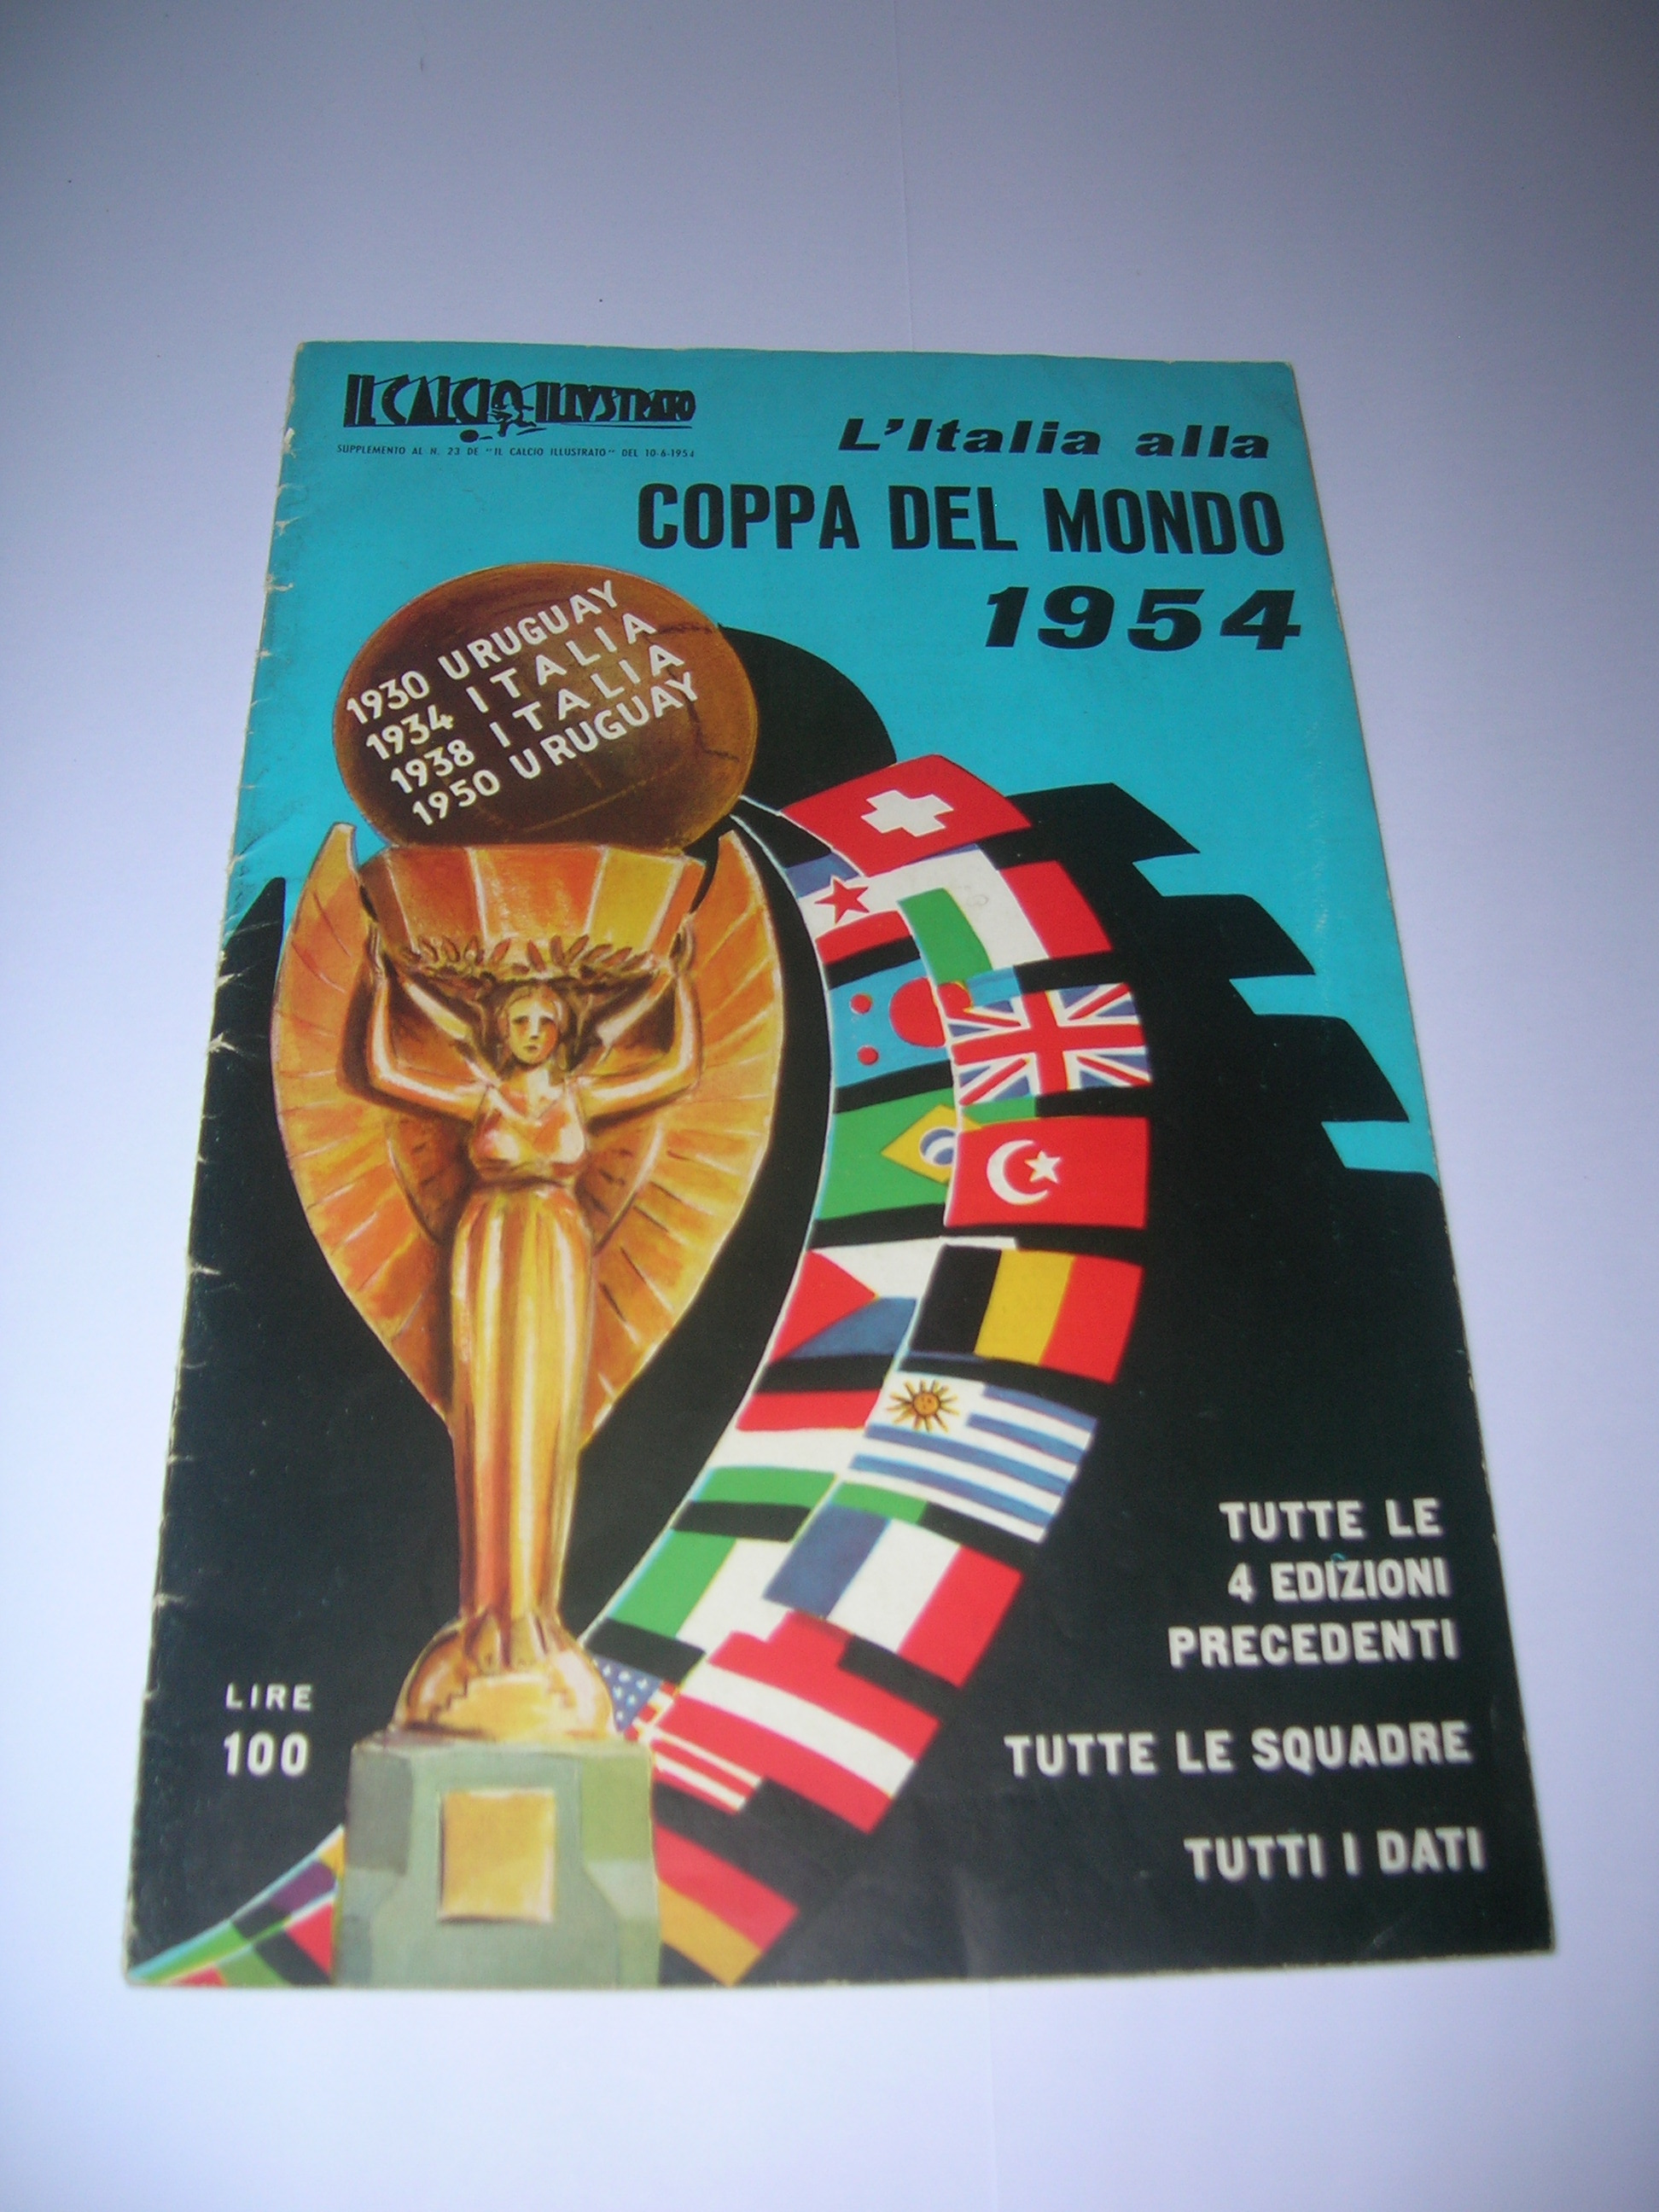 IL CALCIO ILLVSTRATO
SUPPLEMENTO AL N. 23 DE "IL CALCIO ILLUSTRATO" DEL 10-6-1954
L'Italia alla
COPPA DEL MONDO
1954
1930 URUGUAY
1934 ITALIA
1938 ITALIA
1950 URUGUAY
TUTTE LE
4 EDIZIONI
PRECEDENTI
TUTTE LE SQUADRE
TUTTI I DATI
LIRE
100